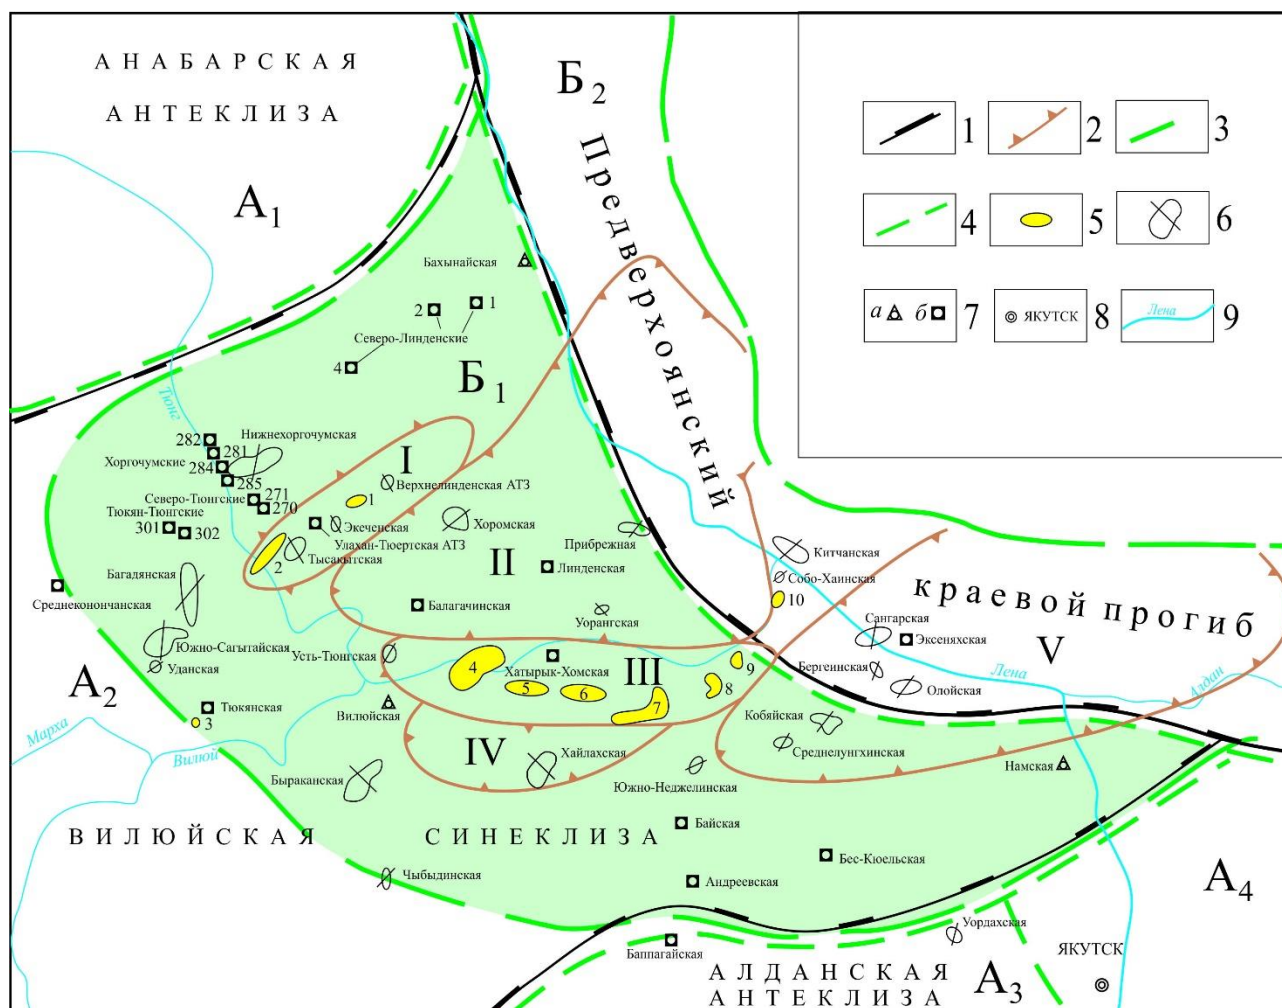 АНАБАРСКАЯ
АНТЕКЛИЗА
А1
Б2
Предверхоянский
краевой прогиб
1
2
3
4
5
6
а
б
7
ЯКУТСК
8
Лена
9
Бахынайская
2
1
Северо-Линденские
4
Б1
Тюнг
Нижнехоргочумская
282
281
Хоргочумские
284
285
Северо-Тюнгские
271
270
Тюкян-Тюнгские
301
302
I
Верхнелинденская АТЗ
1
Экеченская
Улахан-Тюертская АТЗ
Тысакытская
2
Хоромская
II
Линденская
Прибрежная
Китчанская
Собо-Хаинская
10
Багадянская
Среднеконончанская
Балагачинская
Уорангская
Сангарская
Эксеняхская
V
Южно-Сагытайская
Уданская
Усть-Тюнгская
Хатырык-Хомская
III
4
5
6
7
8
9
Бергеинская
Олойская
Лена
Алдан
А2
Тюкянская
3
Вилюйская
Марха
Вилюй
IV
Хайлахская
Кобяйская
Среднелунгхинская
Намская
Быраканская
Южно-Неджелинская
ВИЛЮЙСКАЯ СИНЕКЛИЗА
Байская
Бес-Кюельская
Чыбыдинская
Андреевская
А4
Баппагайская
Уордахская
ЯКУТСК
АЛДАНСКАЯ
АНТЕКЛИЗА
А3